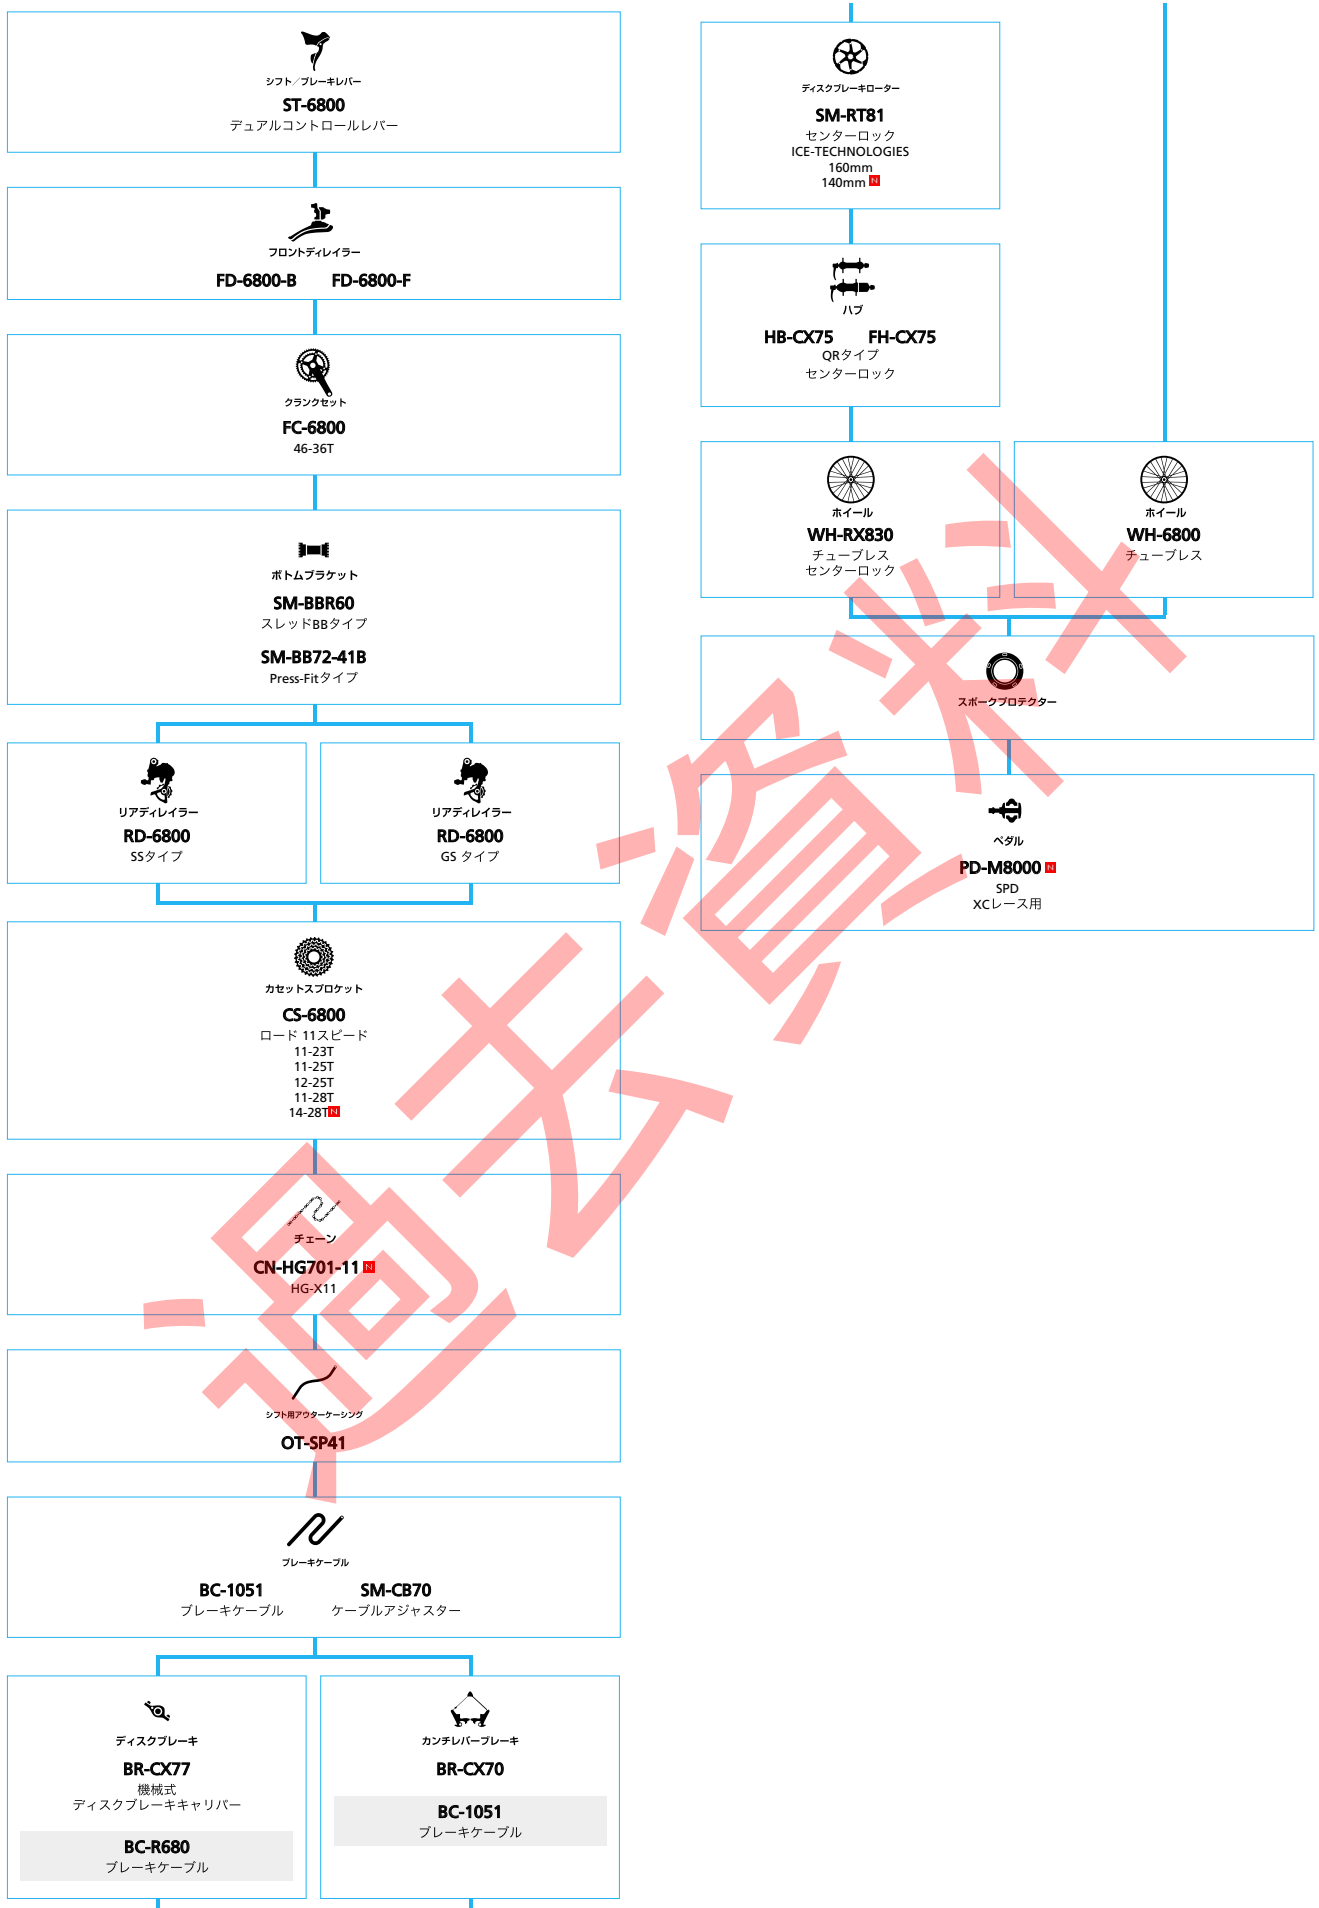 シフト／ブレーキレバー
ST-6800
デュアルコントロールレバー
フロントディレイラー
FD-6800-B FD-6800-F
クランクセット
FC-6800
46-36T
ボトムブラケット
SM-BBR60
スレッドBBタイプ
SM-BB72-41B
Press-Fitタイプ
リアディレイラー
RD-6800
SSタイプ
リアディレイラー
RD-6800
GS タイプ
カセットスプロケット
CS-6800
ロード 11スピード
11-23T
11-25T
12-25T
11-28T
14-28T N
チェーン
CN-HG701-11 N
HG-X11
シフト用アウターケーシング
OT-SP41
ブレーキケーブル
BC-1051 SM-CB70
ブレーキケーブル ケーブルアジャスター
ディスクブレーキ
BR-CX77
機械式
ディスクブレーキキャリパー
BC-R680
ブレーキケーブル
カンチレバーブレーキ
BR-CX70
BC-1051
ブレーキケーブル
ディスクブレーキローター
SM-RT81
センターロック
ICE-TECHNOLOGIES
160mm
140mm N
ハブ
HB-CX75 FH-CX75
QRタイプ
センターロック
ホイール
WH-RX830
チューブレス
センターロック
ホイール
WH-6800
チューブレス
スポークプロテクター
ペダル
PD-M8000 N
SPD
XCレース用
過去資料